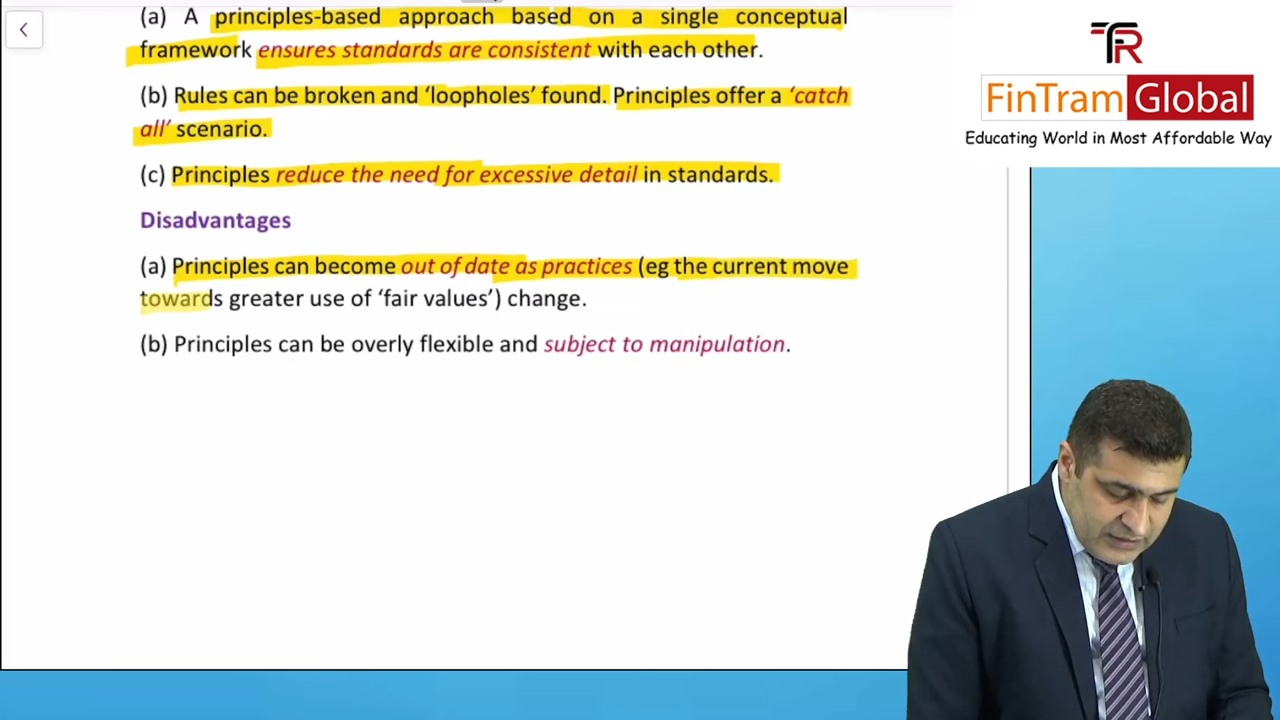 (a) A principles-based approach based on a single conceptual
framework ensures standards are consistent with each other.
(b) Rules can be broken and ‘loopholes’ found. Principles offer a ‘catch
all’ scenario.
(c) Principles reduce the need for excessive detail in standards.
Disadvantages
(a) Principles can become out of date as practices (eg the current move
towards greater use of ‘fair values’) change.
(b) Principles can be overly flexible and subject to manipulation.
FR
FinTram Global
Educating World in Most Affordable Way